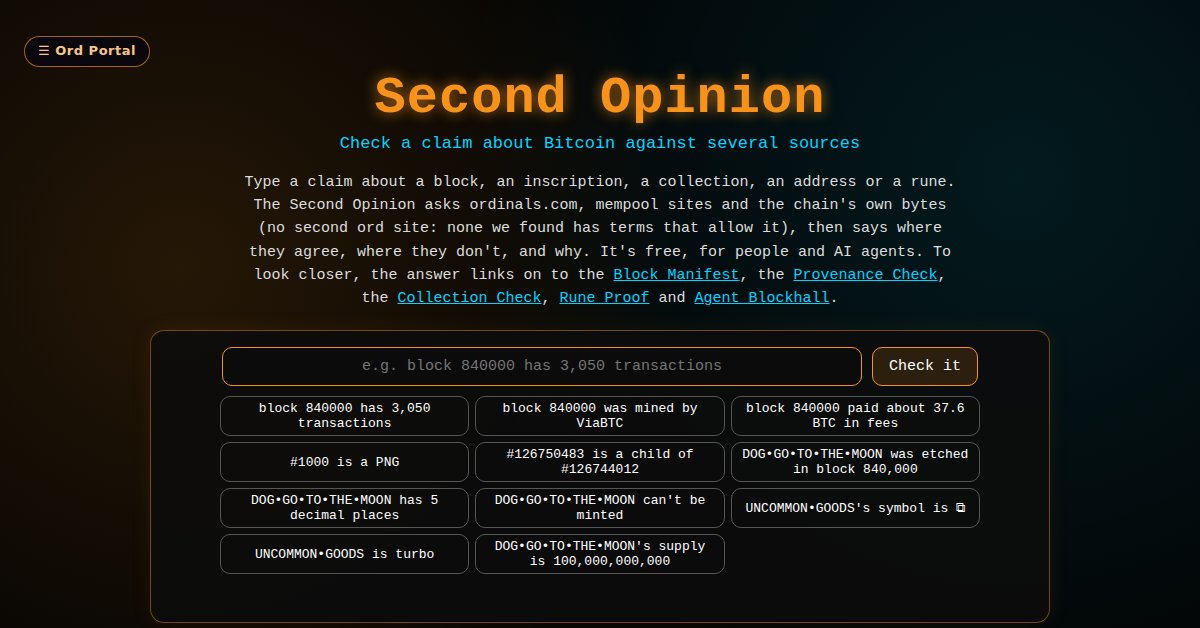 ☰ Ord Portal
Second Opinion
Check a claim about Bitcoin against several sources
Type a claim about a block, an inscription, a collection, an address or a rune.
The Second Opinion asks ordinals.com, mempool sites and the chain's own bytes
(no second ord site: none we found has terms that allow it), then says where
they agree, where they don't, and why. It's free, for people and AI agents. To
look closer, the answer links on to the Block Manifest, the Provenance Check,
the Collection Check, Rune Proof and Agent Blockhall.
e.g. block 840000 has 3,050 transactions
Check it
block 840000 has 3,050
transactions
block 840000 was mined by
ViaBTC
block 840000 paid about 37.6
BTC in fees
#1000 is a PNG
#126750483 is a child of
#126744012
DOG•GO•TO•THE•MOON was etched
in block 840,000
DOG•GO•TO•THE•MOON has 5
decimal places
DOG•GO•TO•THE•MOON can't be
minted
UNCOMMON•GOODS's symbol is ⧉
UNCOMMON•GOODS is turbo
DOG•GO•TO•THE•MOON's supply
is 100,000,000,000